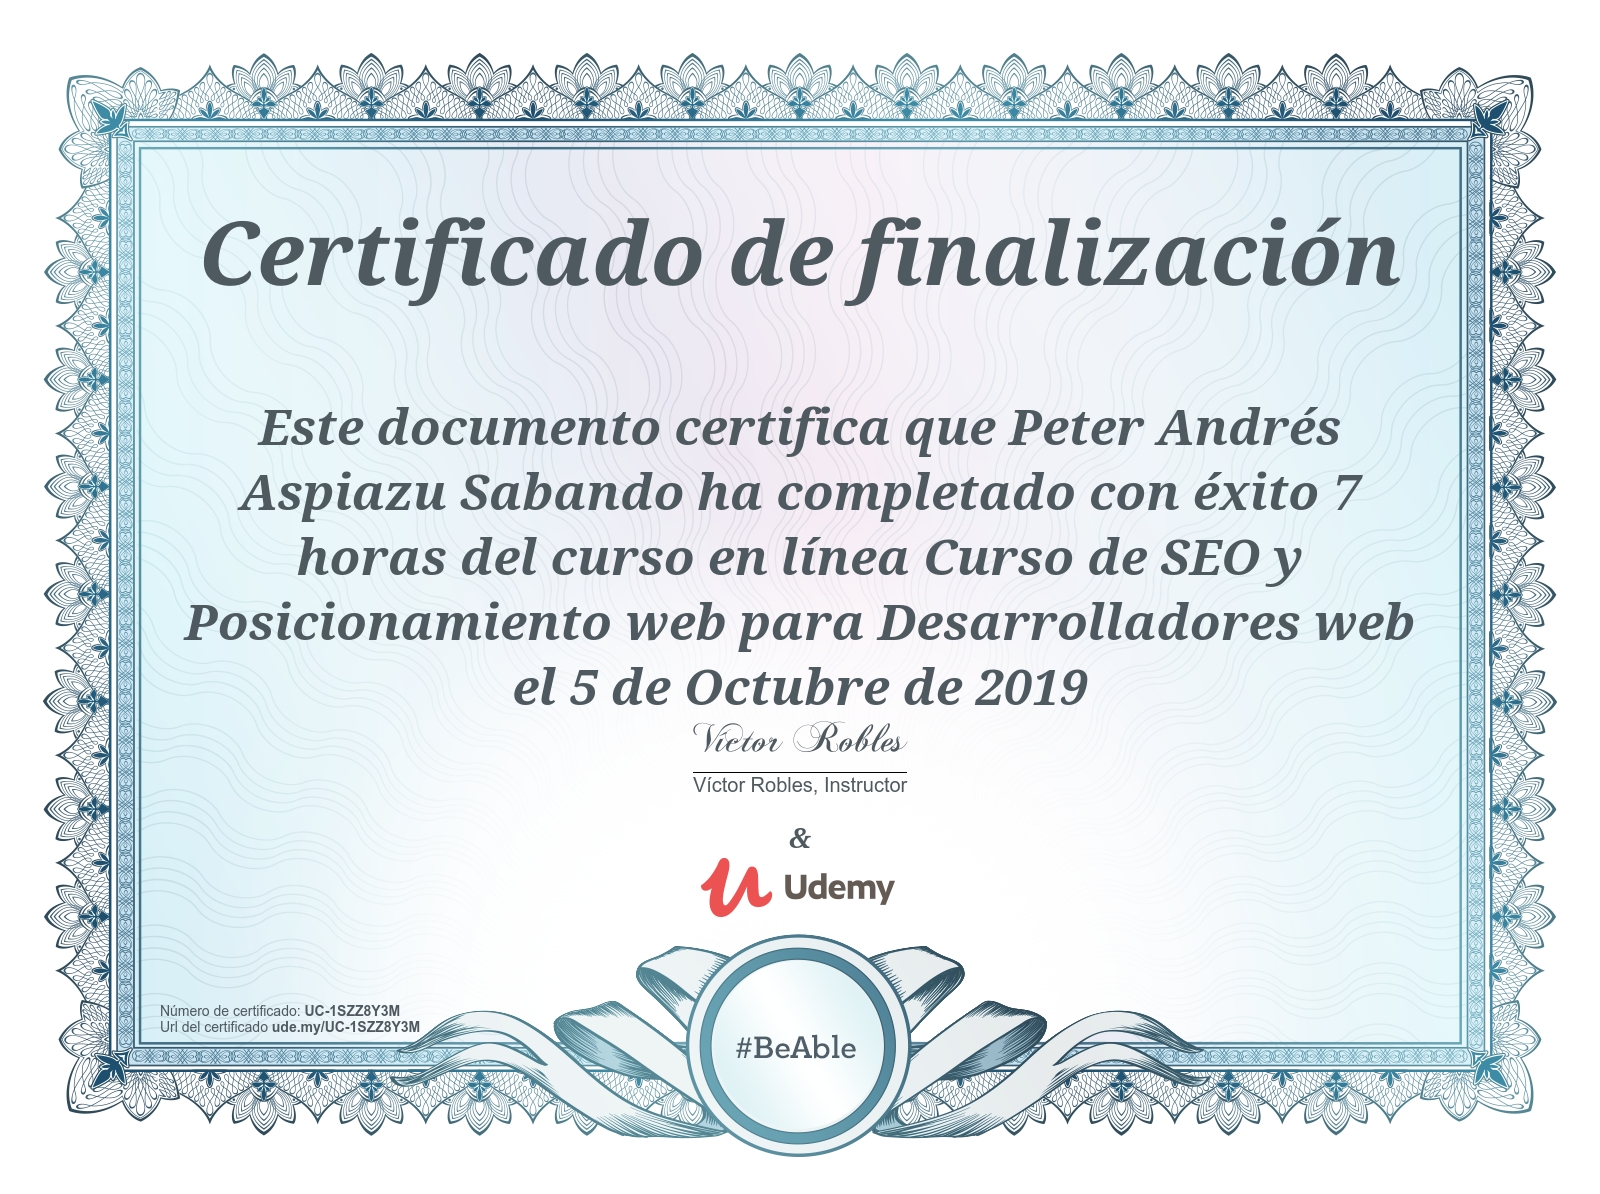 Certificado de finalización
Este documento certifica que Peter Andrés
Aspiazu Sabando ha completado con éxito 7
horas del curso en línea Curso de SEO y
Posicionamiento web para Desarrolladores web
el 5 de Octubre de 2019
Víctor Robles
Víctor Robles, Instructor
&
Udemy
Número de certificado: UC-1SZZ8Y3M
Url del certificado ude.my/UC-1SZZ8Y3M
#BeAble